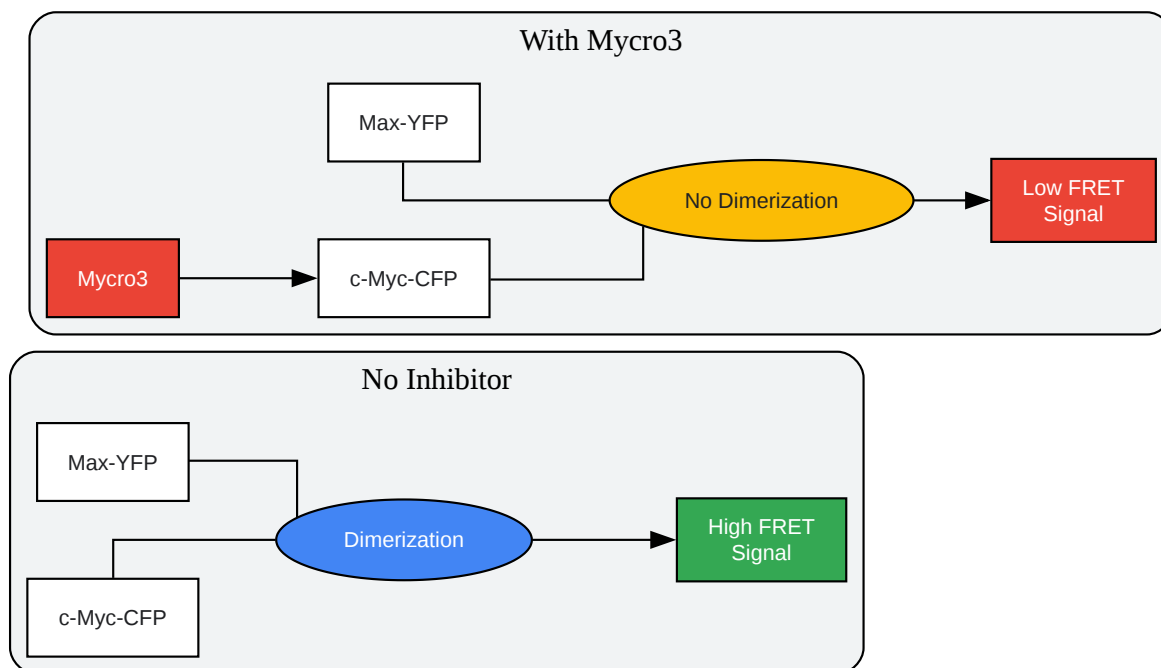 With Mycro3
Max-YFP
No Dimerization
Low FRET
Signal
Mycro3
c-Myc-CFP
No Inhibitor
Max-YFP
Dimerization
High FRET
Signal
c-Myc-CFP